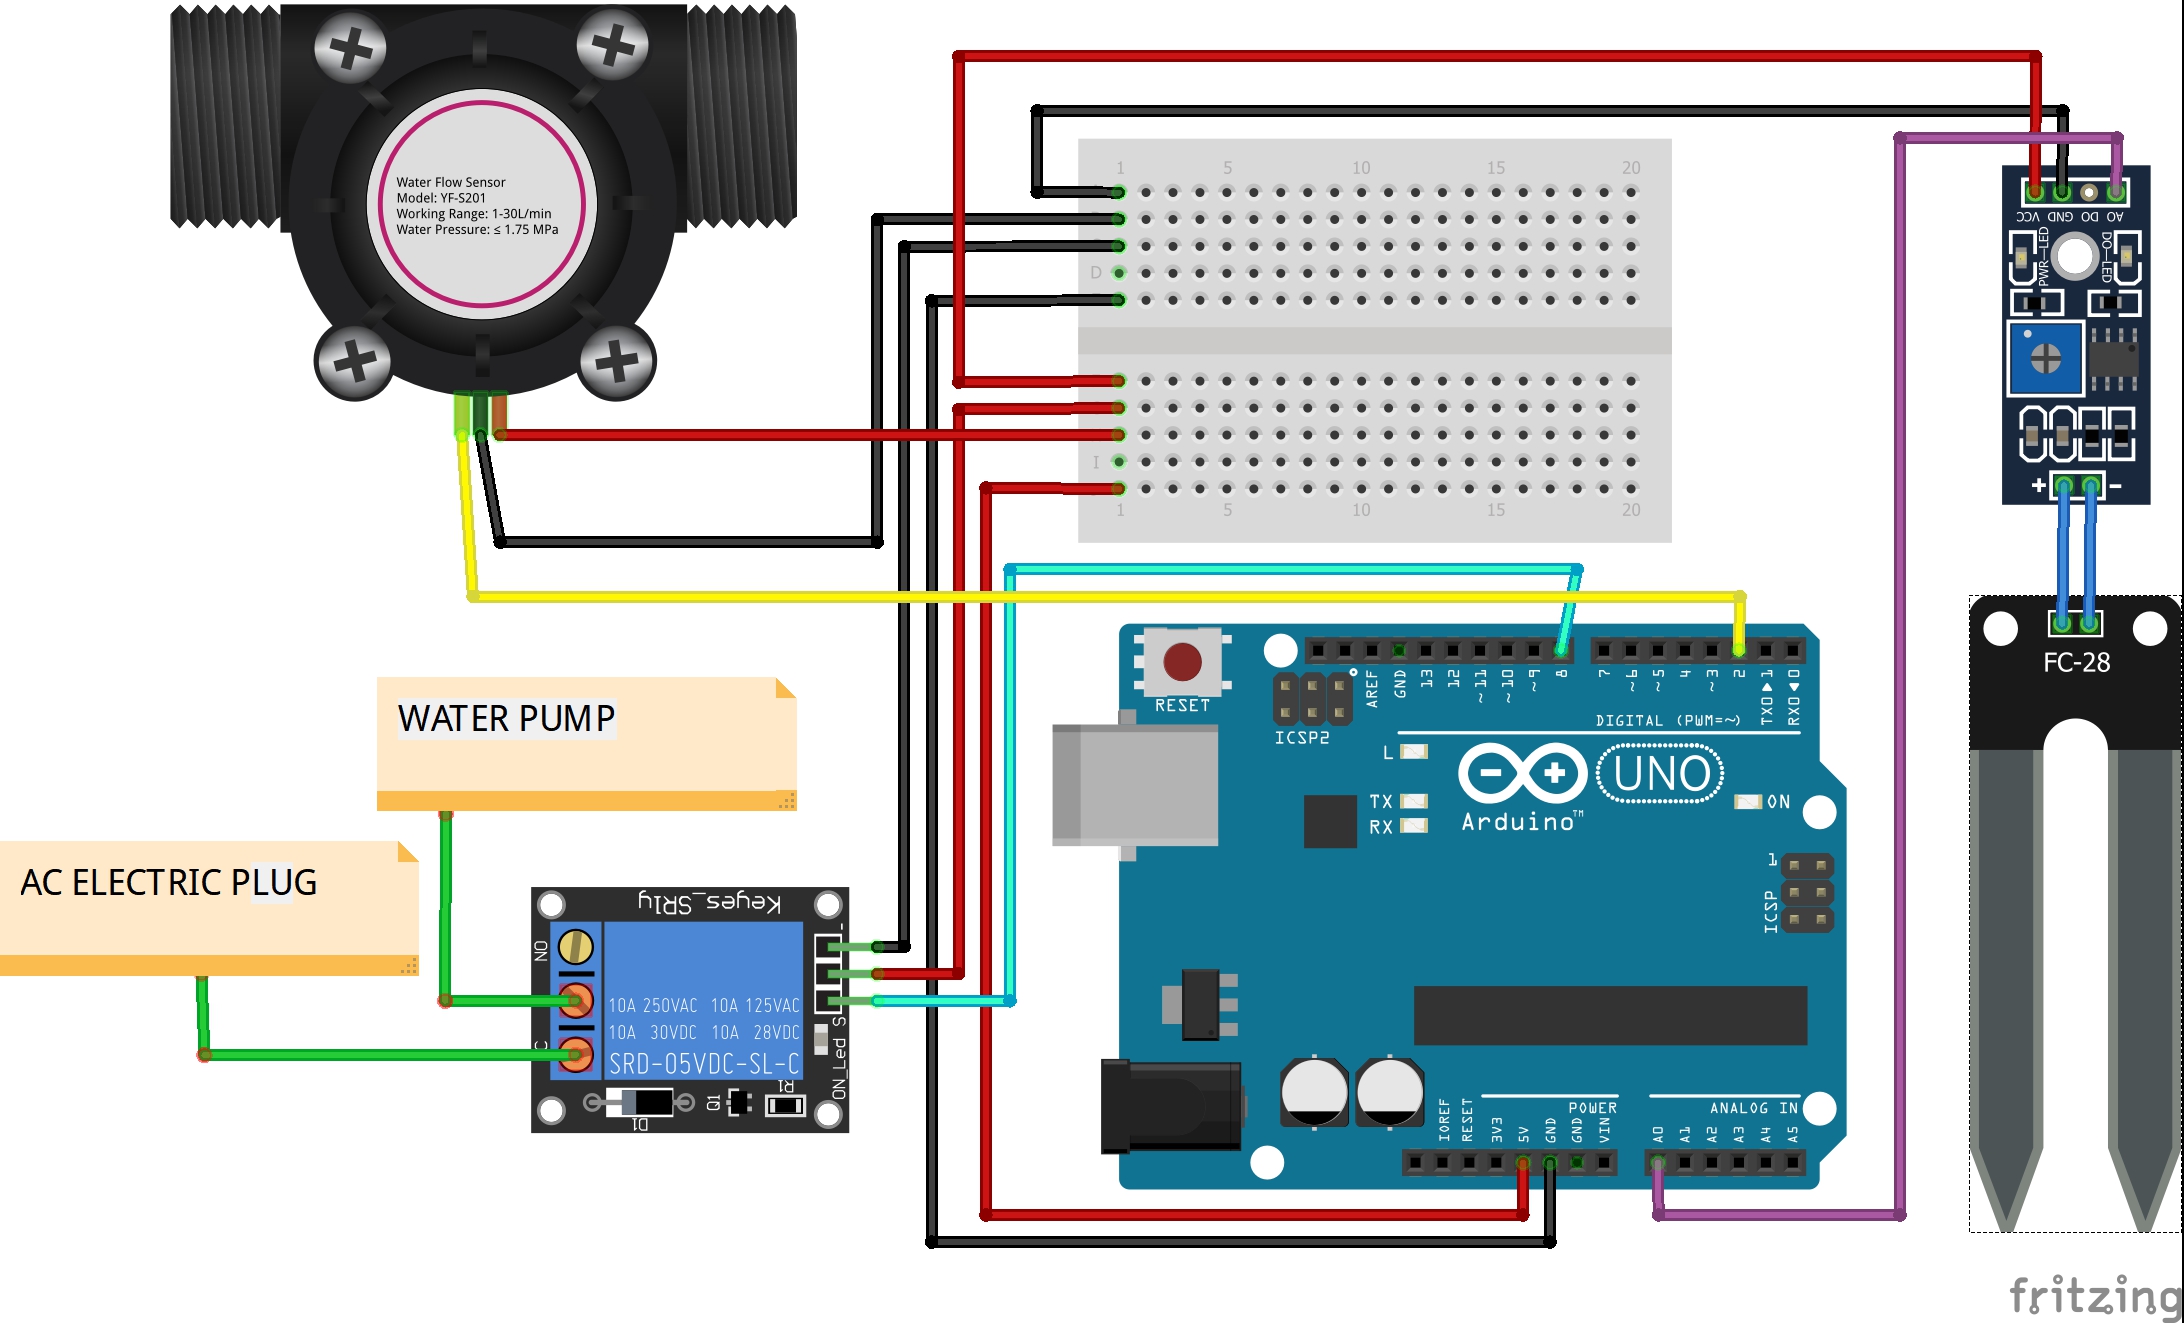 Water Flow Sensor
Model: YF-S201
Working Range: 1-30L/min
Water Pressure: ≤ 1.75 MPa
1 5 10 15 20
D
I
1 5 10 15 20
VCC GND DO AO
PWR-LED
DO-LED
+ -
FC-28
WATER PUMP
AC ELECTRIC PLUG
Keyes_SRly
NO
C
-
S
10A 250VAC 10A 125VAC
10A 30VDC 10A 28VDC
SRD-05VDC-SL-C
ON_Led
D1
Q1
R1
RESET
ICSP2
AREF
GND
13
12
~11
~10
~9
8
7
~6
~5
4
~3
2
TX0▶1
RX0◀0
DIGITAL (PWM=~)
L
TX
RX
UNO
ON
Arduino™
1
ICSP
POWER
ANALOG IN
IOREF
RESET
3V3
5V
GND
GND
VIN
A0
A1
A2
A3
A4
A5
fritzing